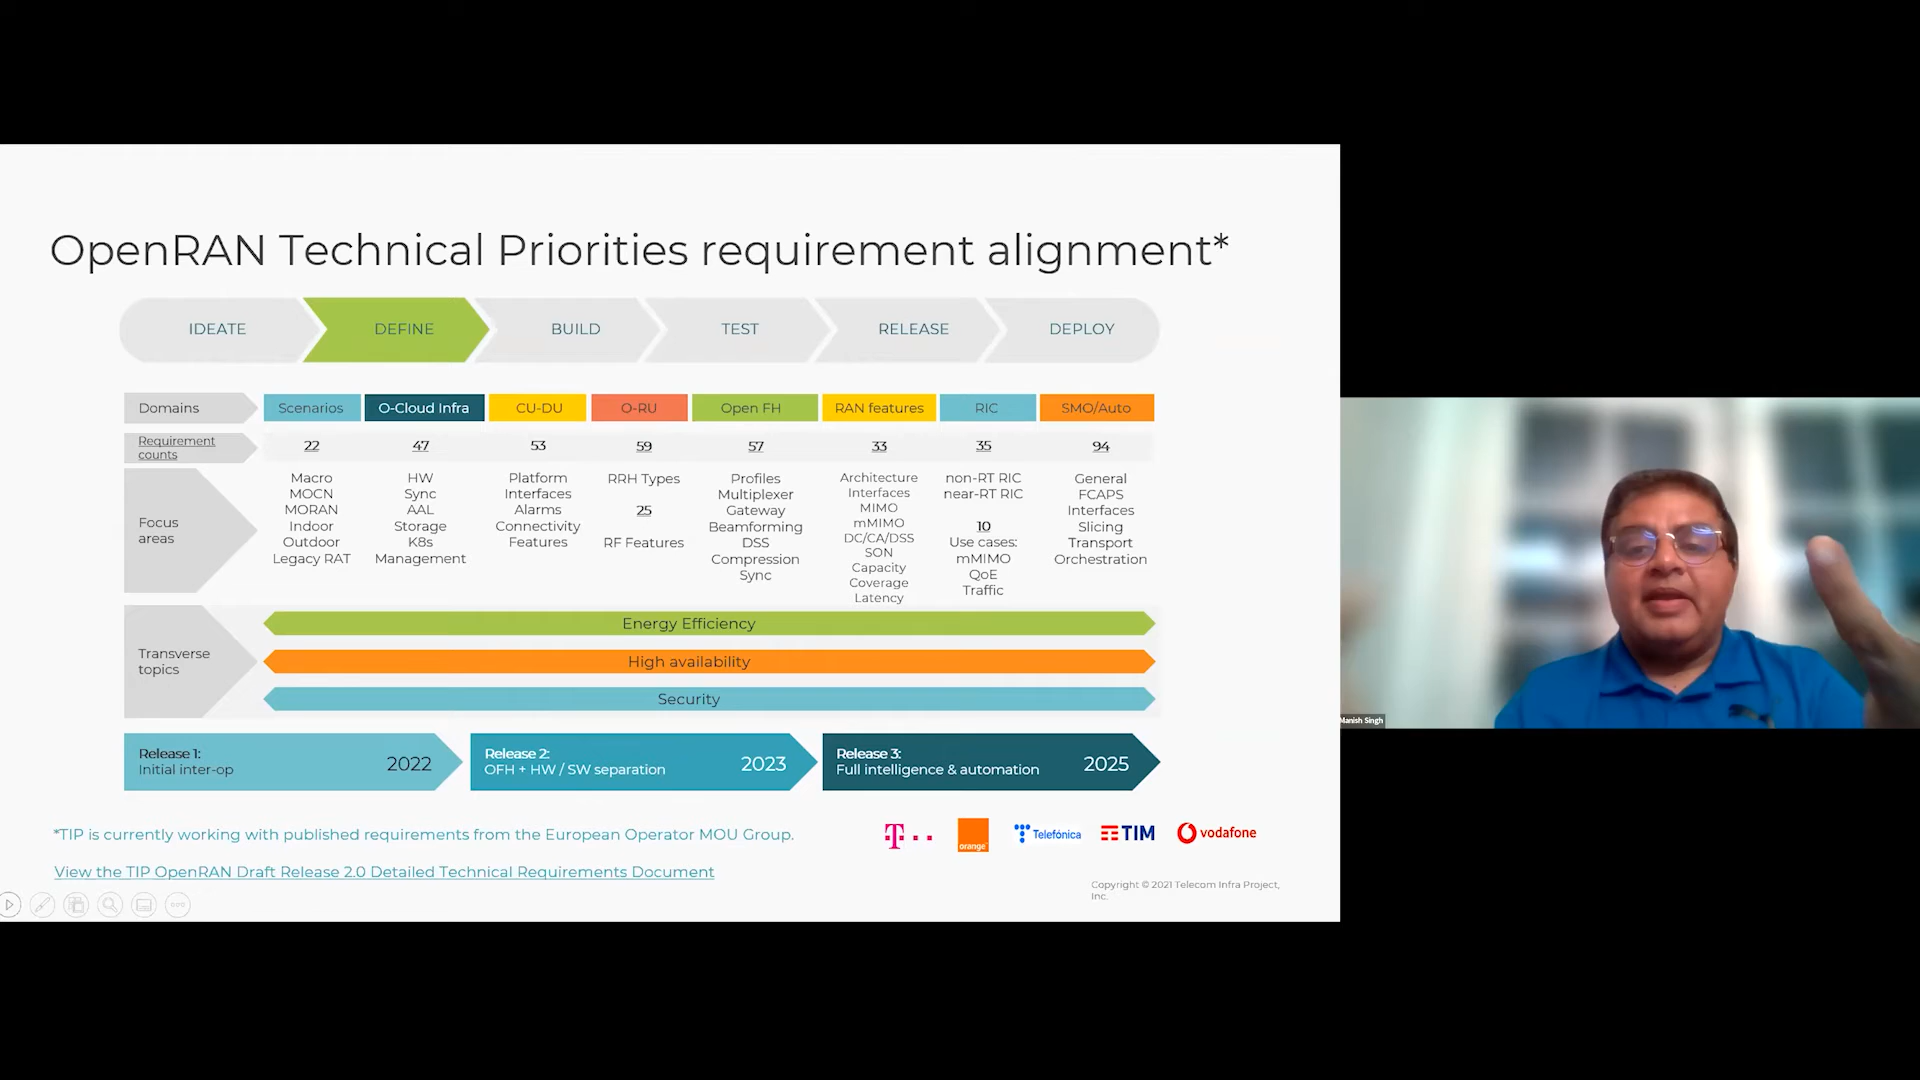 OpenRAN Technical Priorities requirement alignment*
IDEATE
DEFINE
BUILD
TEST
RELEASE
DEPLOY
Domains
Scenarios
O-Cloud Infra
CU-DU
O-RU
Open FH
RAN features
RIC
SMO/Auto
Requirement
counts
22
47
53
59
57
33
35
94
Focus
areas
Macro
MOCN
MORAN
Indoor
Outdoor
Legacy RAT
HW
Sync
AAL
Storage
K8s
Management
Platform
Interfaces
Alarms
Connectivity
Features
RRH Types
25
RF Features
Profiles
Multiplexer
Gateway
Beamforming
DSS
Compression
Sync
Architecture
Interfaces
MIMO
mMIMO
DC/CA/DSS
SON
Capacity
Coverage
Latency
non-RT RIC
near-RT RIC
10
Use cases:
mMIMO
QoE
Traffic
General
FCAPS
Interfaces
Slicing
Transport
Orchestration
Transverse
topics
Energy Efficiency
High availability
Security
Release 1:
Initial inter-op
2022
Release 2:
OFH + HW / SW separation
2023
Release 3:
Full intelligence & automation
2025
*TIP is currently working with published requirements from the European Operator MOU Group.
T
orange
Telefónica
TIM
vodafone
View the TIP OpenRAN Draft Release 2.0 Detailed Technical Requirements Document
Copyright © 2021 Telecom Infra Project,
Inc.
Manish Singh